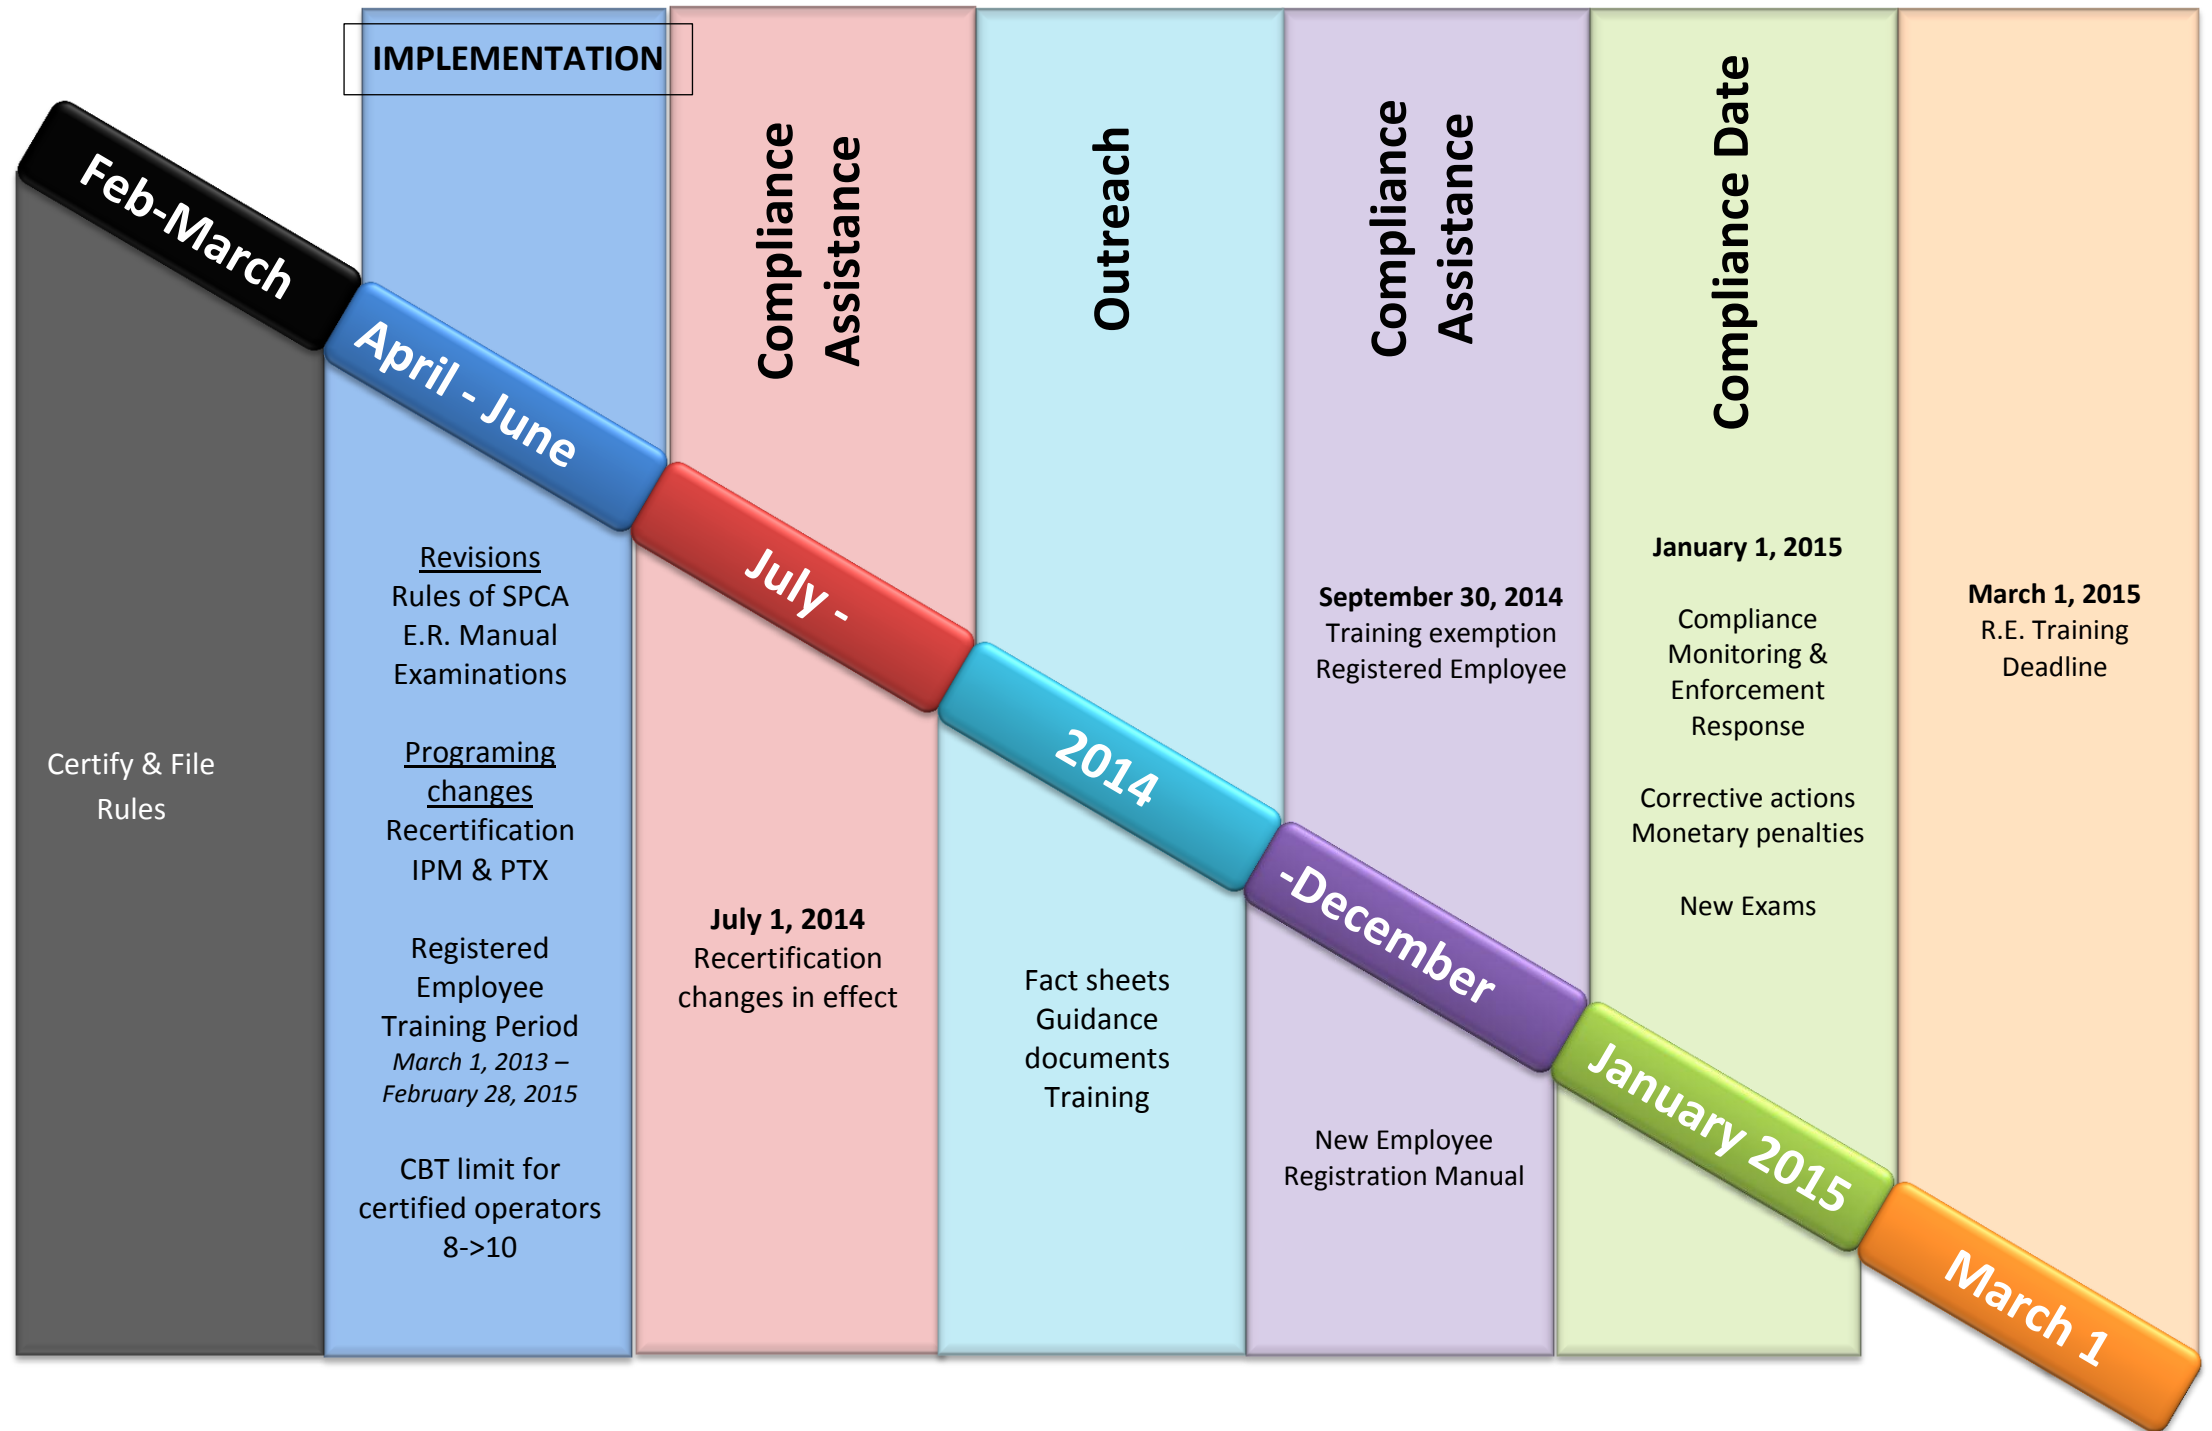 IMPLEMENTATION
Feb-March
Certify & File
Rules
April - June
Revisions
Rules of SPCA
E.R. Manual
Examinations
Programing
changes
Recertification
IPM & PTX
Registered
Employee
Training Period
March 1, 2013 –
February 28, 2015
CBT limit for
certified operators
8->10
Compliance
Assistance
July -
July 1, 2014
Recertification
changes in effect
Outreach
2014
Fact sheets
Guidance
documents
Training
Compliance
Assistance
September 30, 2014
Training exemption
Registered Employee
-December
New Employee
Registration Manual
Compliance Date
January 1, 2015
Compliance
Monitoring &
Enforcement
Response
Corrective actions
Monetary penalties
New Exams
January 2015
March 1, 2015
R.E. Training
Deadline
March 1